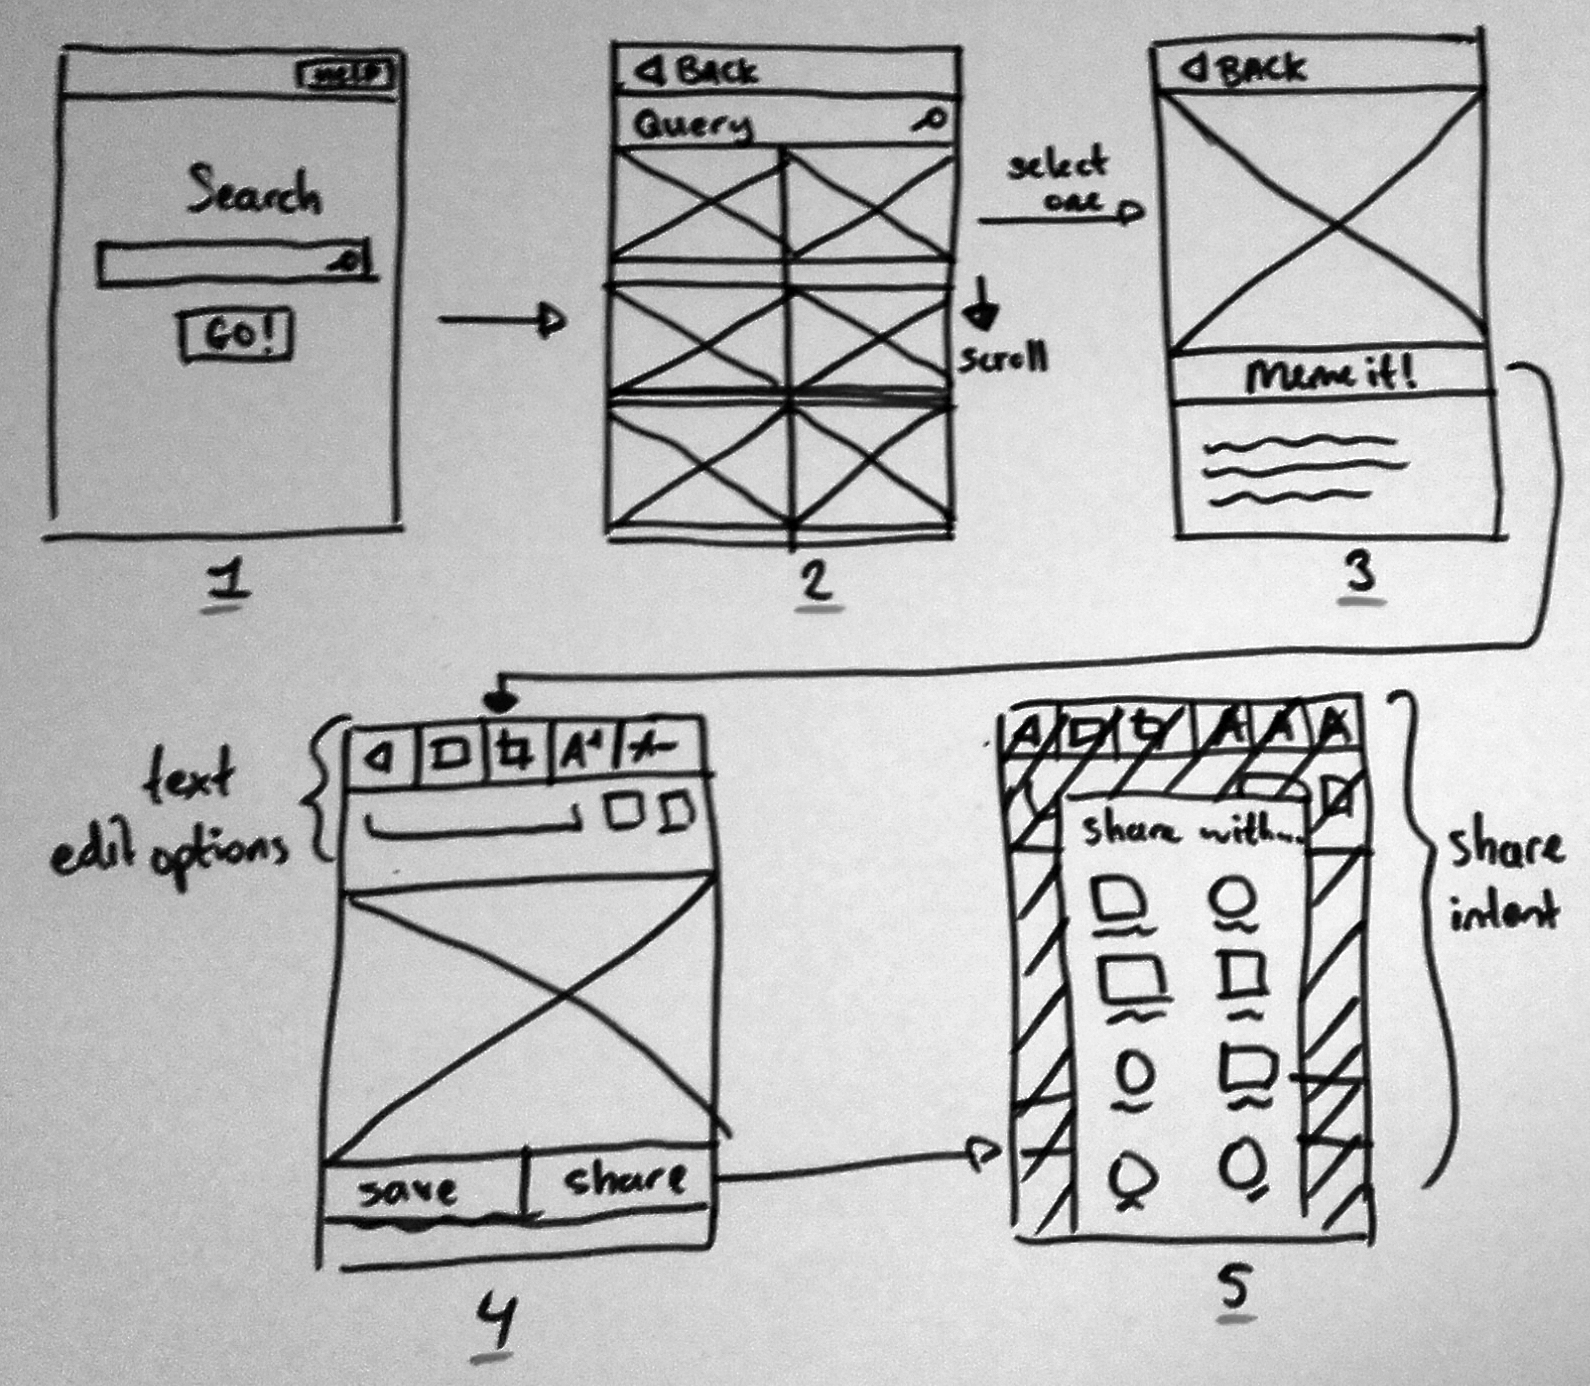 Help
Search
GO!
1
BACK
Query
2
select
one
scroll
BACK
Meme it!
3
text
edit options
A+
A-
save
share
4
A
A
A
Share with...
share
intent
5